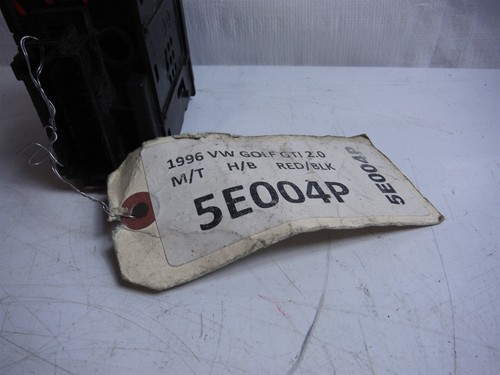 1996 VW GOLF GTI 2.0
M/T H/B RED/BLK
5E004P
5E004P